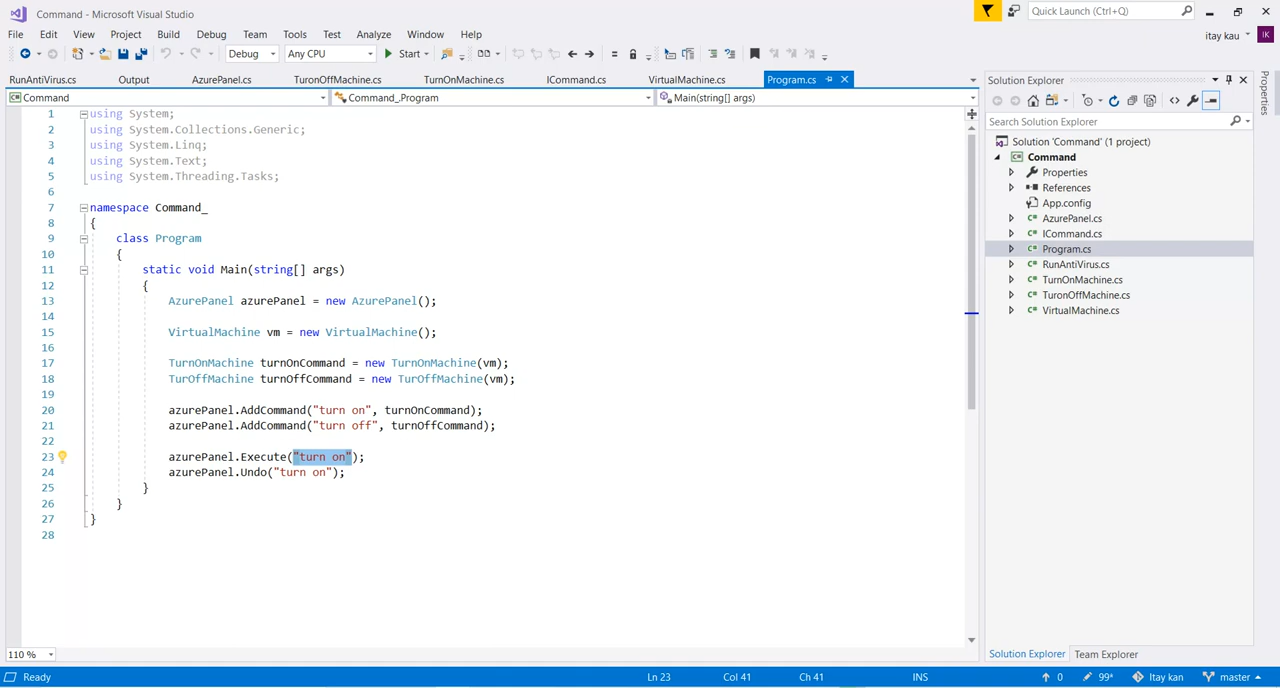 Command - Microsoft Visual Studio
Quick Launch (Ctrl+Q)
File Edit View Project Build Debug Team Tools Test Analyze Window Help
itay kau
IK
Debug Any CPU Start
RunAntiVirus.cs Output AzurePanel.cs TuronOffMachine.cs TurnOnMachine.cs ICommand.cs VirtualMachine.cs Program.cs
Command Command_.Program Main(string[] args)
1 using System;
2 using System.Collections.Generic;
3 using System.Linq;
4 using System.Text;
5 using System.Threading.Tasks;
6
7 namespace Command_
8 {
9 class Program
10 {
11 static void Main(string[] args)
12 {
13 AzurePanel azurePanel = new AzurePanel();
14
15 VirtualMachine vm = new VirtualMachine();
16
17 TurnOnMachine turnOnCommand = new TurnOnMachine(vm);
18 TurOffMachine turnOffCommand = new TurOffMachine(vm);
19
20 azurePanel.AddCommand("turn on", turnOnCommand);
21 azurePanel.AddCommand("turn off", turnOffCommand);
22
23 azurePanel.Execute("turn on");
24 azurePanel.Undo("turn on");
25 }
26 }
27 }
28
110 %
Solution Explorer
Search Solution Explorer
Solution 'Command' (1 project)
Command
Properties
References
App.config
AzurePanel.cs
ICommand.cs
Program.cs
RunAntiVirus.cs
TurnOnMachine.cs
TuronOffMachine.cs
VirtualMachine.cs
Solution Explorer Team Explorer
Properties
Ready Ln 23 Col 41 Ch 41 INS 0 99* Itay kan master